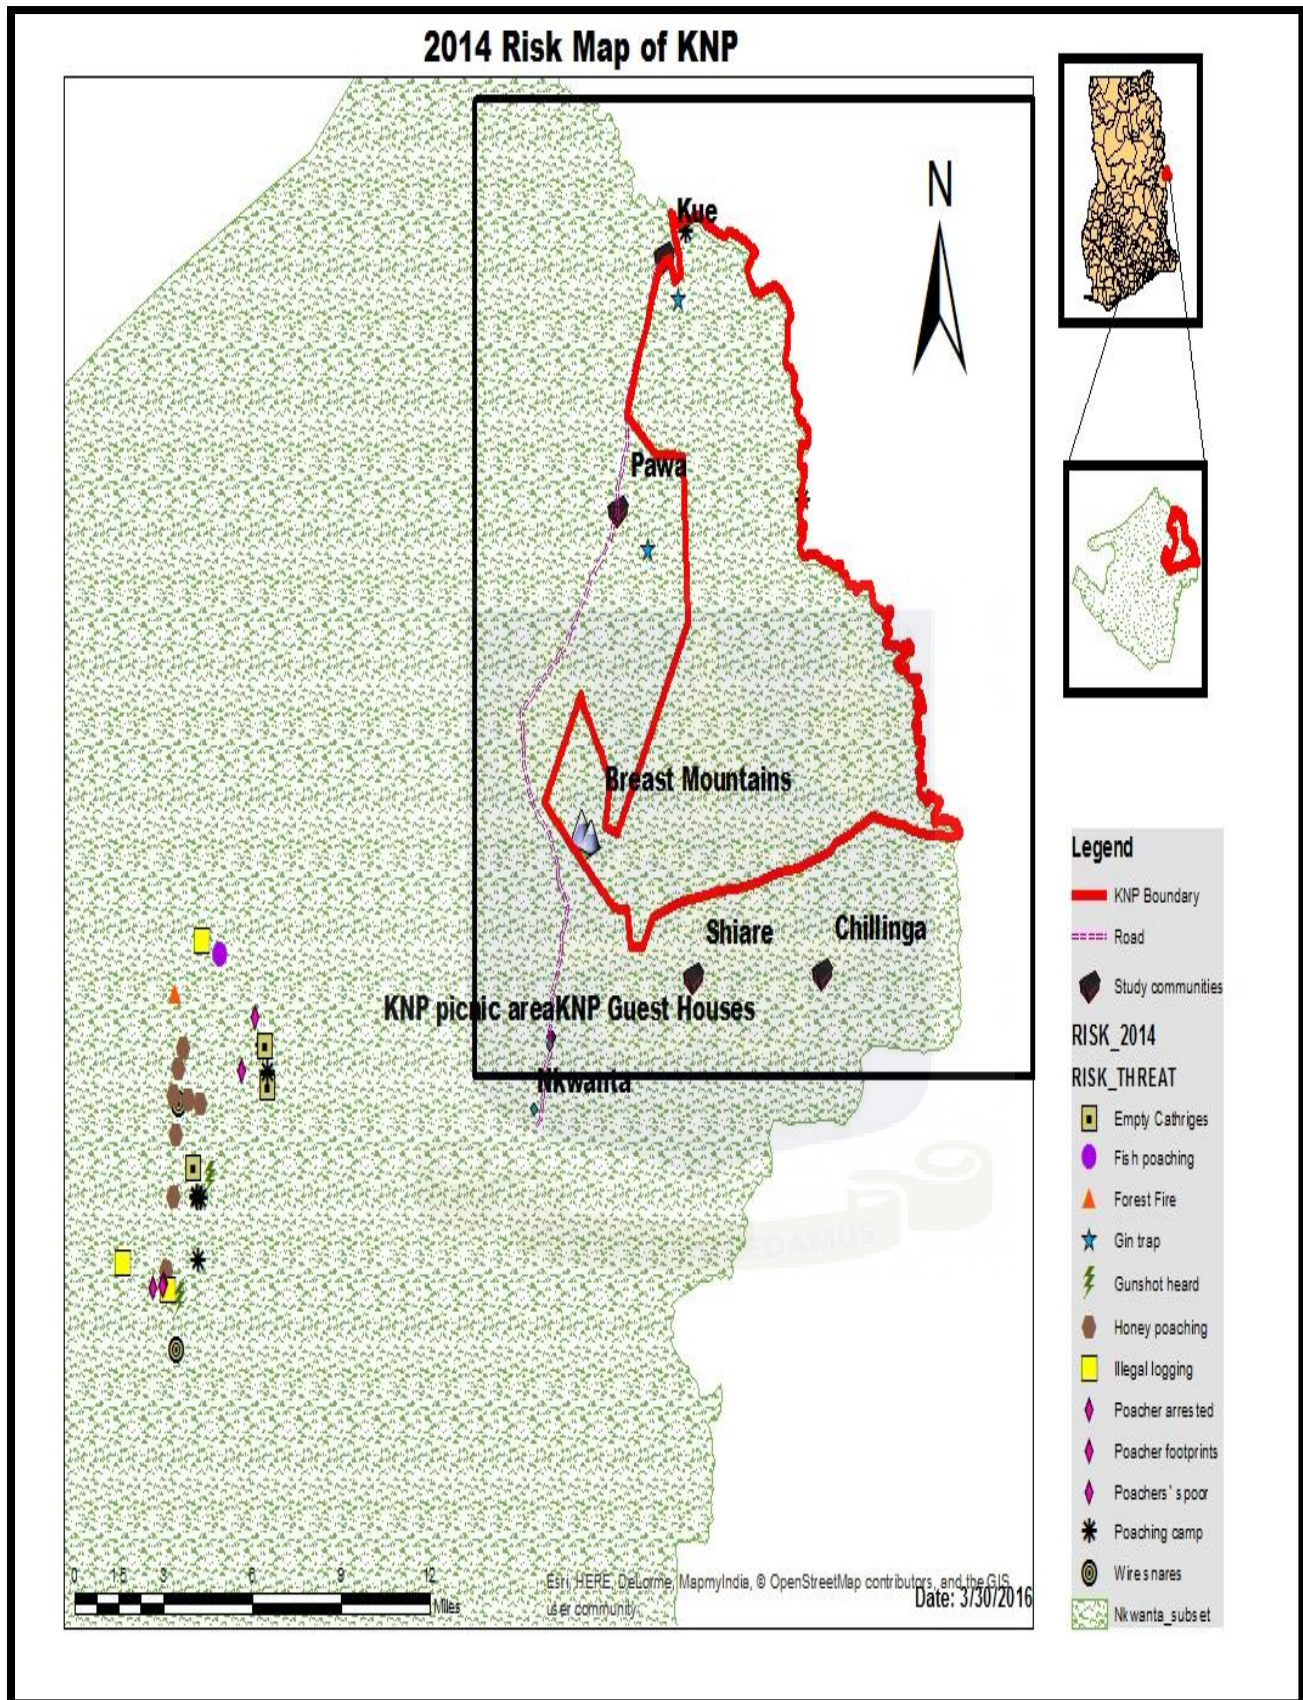 2014 Risk Map of KNP
N
Kue
Pawa
Breast Mountains
Shiare
Chillinga
KNP picnic areaKNP Guest Houses
Nkwanta
EDAMUS
Legend
KNP Boundary
Road
Study communities
RISK_2014
RISK_THREAT
Empty Cathriges
Fish poaching
Forest Fire
Gin trap
Gunshot heard
Honey poaching
Illegal logging
Poacher arrested
Poacher footprints
Poachers' spoor
Poaching camp
Wire snares
Nkwanta_subset
0 1.5 3 6 9 12
Miles
Esri, HERE, DeLorme, MapmyIndia, © OpenStreetMap contributors, and the GIS
user community
Date: 3/30/2016